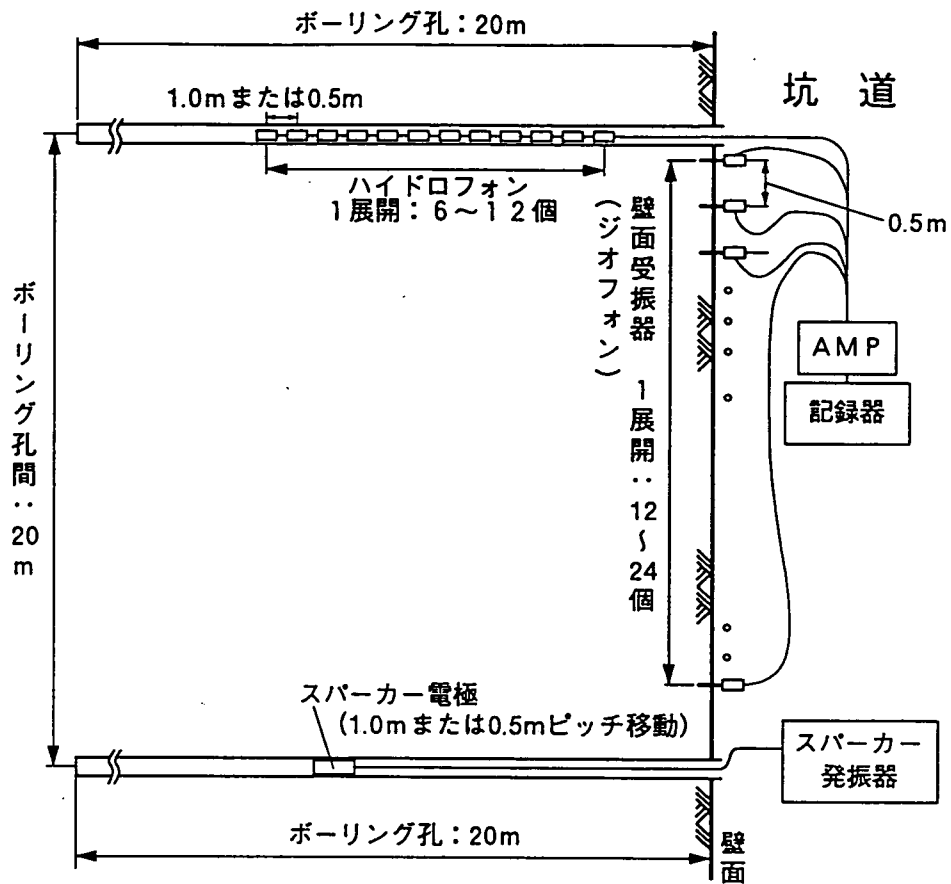 ボーリング孔：20m
坑道
1.0mまたは0.5m
ハイドロフォン
1展開：6～12個
0.5m
壁面受振器　1展開：12～24個
（ジオフォン）
ボーリング孔間：20m
AMP
記録器
スパーカー電極
（1.0mまたは0.5mピッチ移動）
スパーカー
発振器
ボーリング孔：20m
壁面